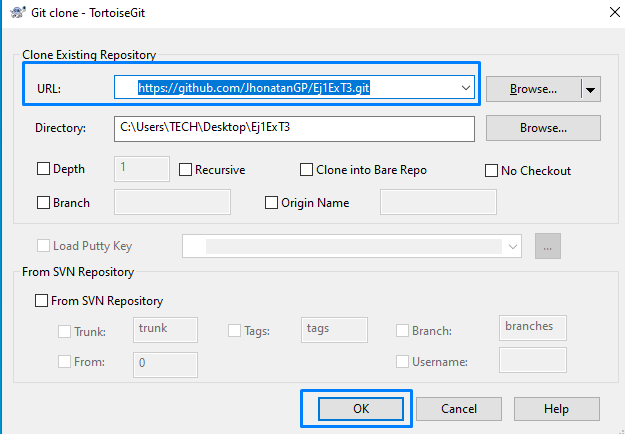 Git clone - TortoiseGit
Clone Existing Repository
URL: https://github.com/JhonatanGP/Ej1ExT3.git Browse...
Directory: C:\Users\TECH\Desktop\Ej1ExT3 Browse...
Depth 1 Recursive Clone into Bare Repo No Checkout
Branch Origin Name
Load Putty Key ...
From SVN Repository
From SVN Repository
Trunk: trunk Tags: tags Branch: branches
From: 0 Username:
OK Cancel Help